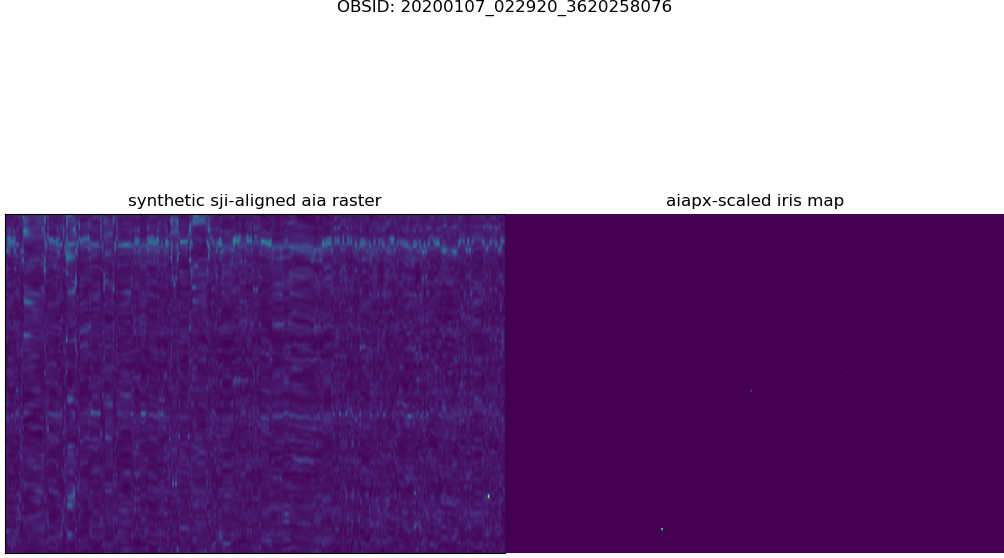 OBSID: 20200107_022920_3620258076
synthetic sji-aligned aia raster
aiapx-scaled iris map